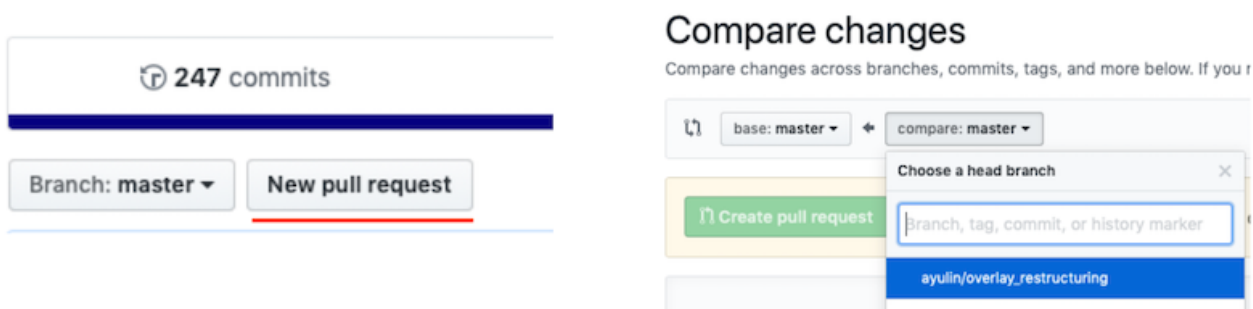 247 commits
Branch: master
New pull request
Compare changes
Compare changes across branches, commits, tags, and more below. If you
base: master
compare: master
Choose a head branch
Create pull request
Branch, tag, commit, or history marker
ayulin/overlay_restructuring